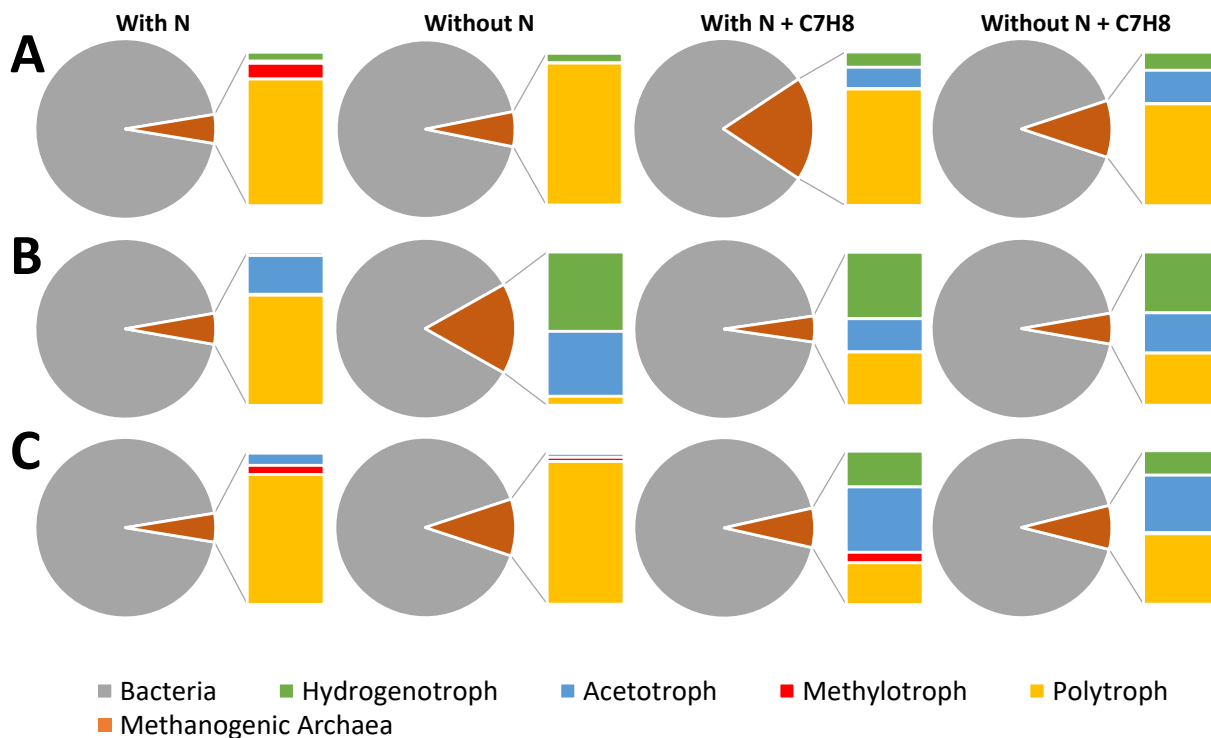 With N Without N With N + C7H8 Without N + C7H8
A
B
C
Bacteria Hydrogenotroph Acetotroph Methylotroph Polytroph
Methanogenic Archaea